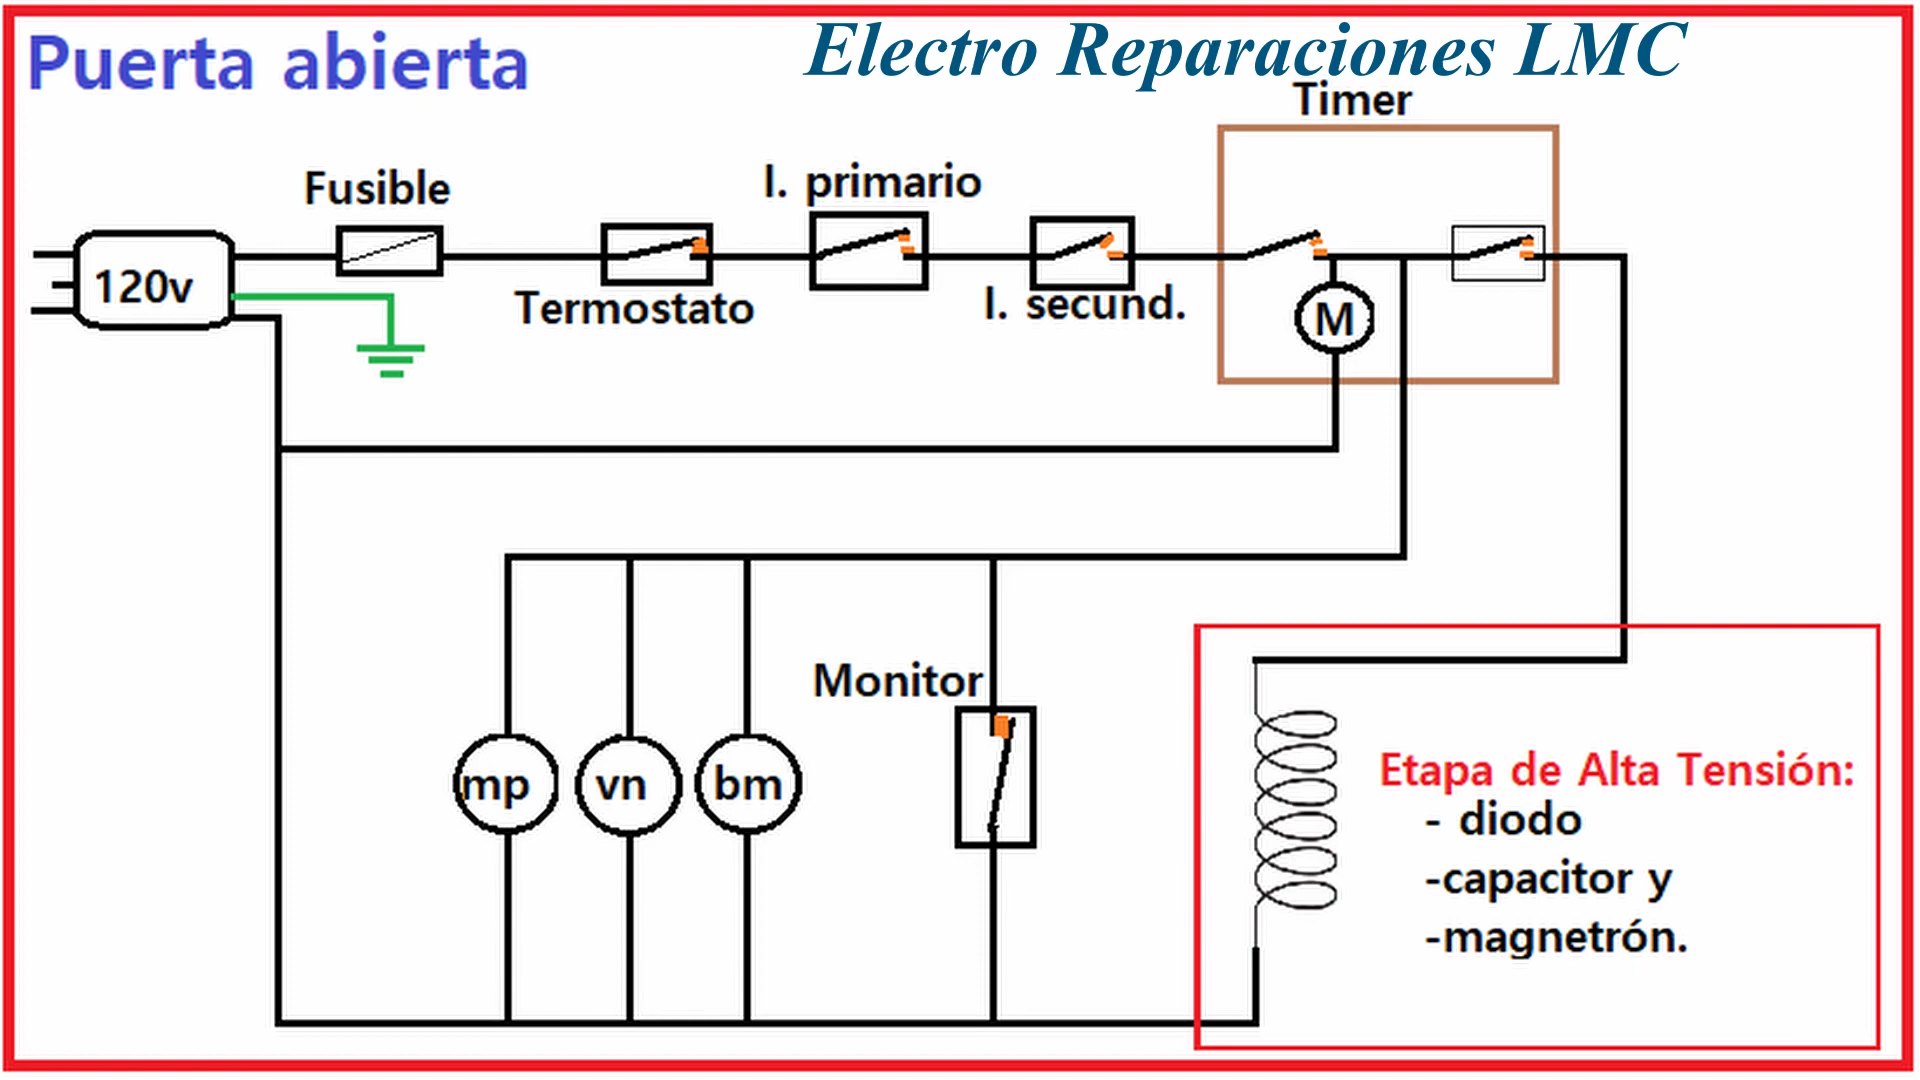 Puerta abierta
Electro Reparaciones LMC
Timer
Fusible
I. primario
120v
Termostato
I. secund.
M
Monitor
mp
vn
bm
Etapa de Alta Tensión:
- diodo
-capacitor y
-magnetrón.